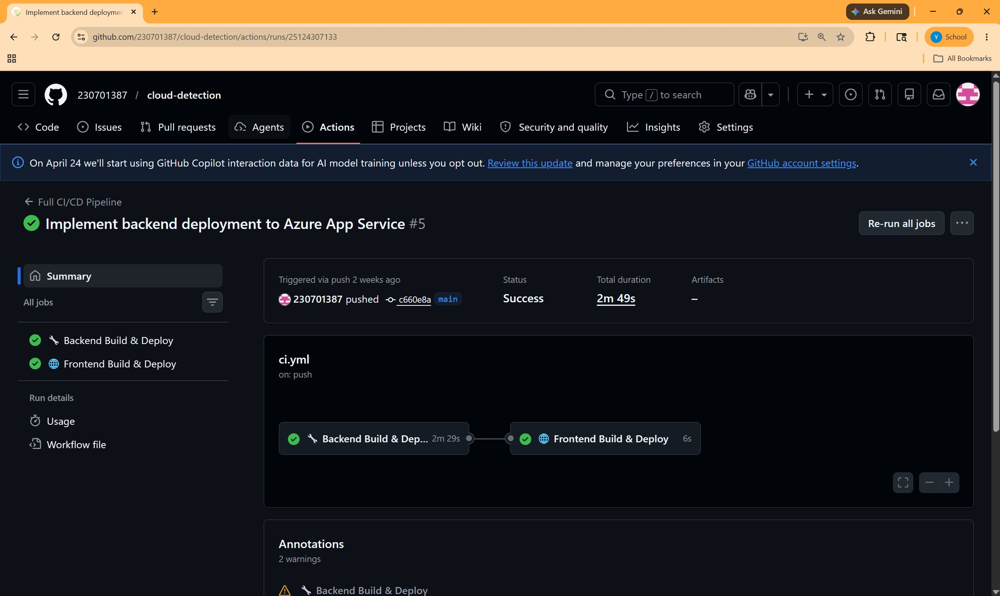 Implement backend deploymen
Ask Gemini
github.com/230701387/cloud-detection/actions/runs/25124307133
Y School
All Bookmarks
230701387 / cloud-detection
Type / to search
Code Issues Pull requests Agents Actions Projects Wiki Security and quality Insights Settings
On April 24 we'll start using GitHub Copilot interaction data for AI model training unless you opt out. Review this update and manage your preferences in your GitHub account settings.
Full CI/CD Pipeline
Implement backend deployment to Azure App Service #5
Re-run all jobs
Summary
All jobs
Backend Build & Deploy
Frontend Build & Deploy
Run details
Usage
Workflow file
Triggered via push 2 weeks ago
230701387 pushed c660e8a main
Status
Success
Total duration
2m 49s
Artifacts
–
ci.yml
on: push
Backend Build & Dep... 2m 29s
Frontend Build & Deploy 6s
Annotations
2 warnings
Backend Build & Deploy